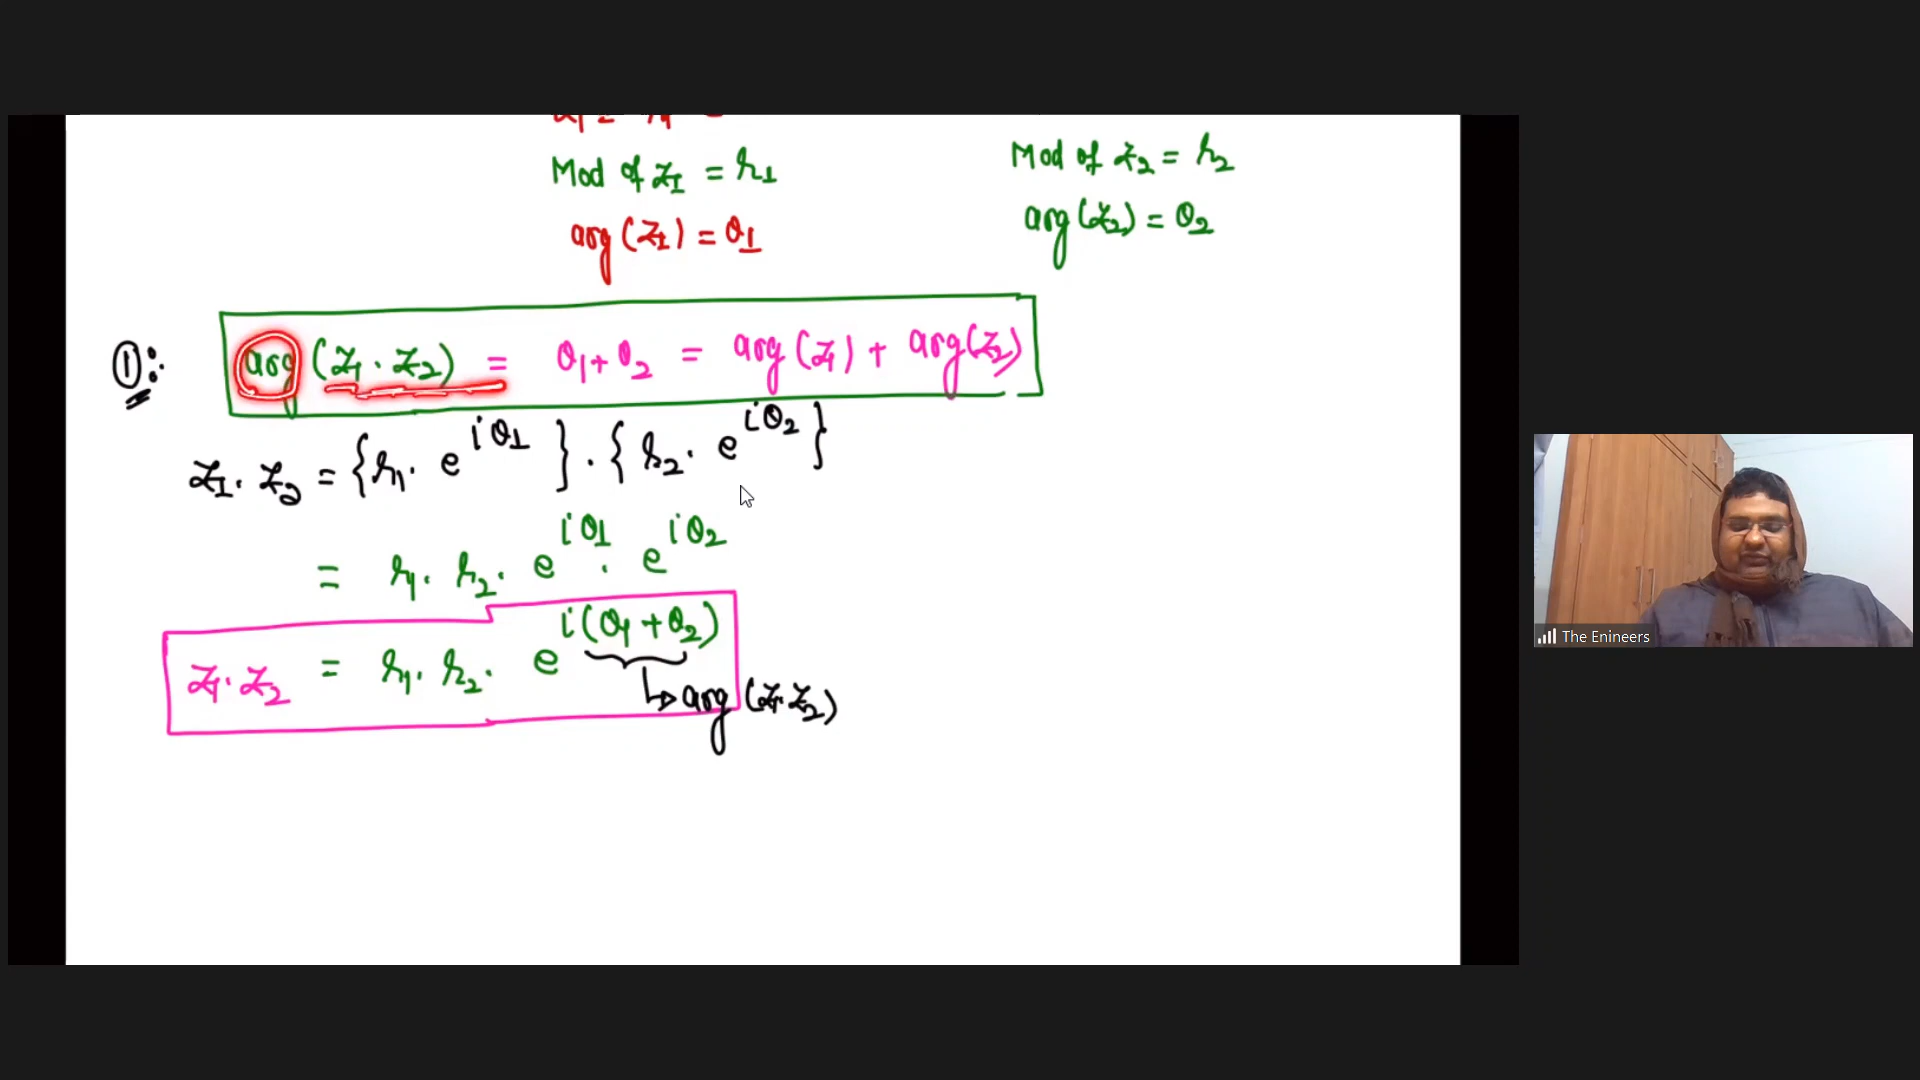 Mod of z1 = r1
Mod of z2 = r2
arg(z1) = θ1
arg(z2) = θ2
①: arg(z1·z2) = θ1+θ2 = arg(z1) + arg(z2)
z1·z2 = {r1·e^iθ1}·{r2·e^iθ2}
= r1·r2·e^iθ1·e^iθ2
z1·z2 = r1·r2·e^i(θ1+θ2)
↳ arg(z1·z2)
The Enineers